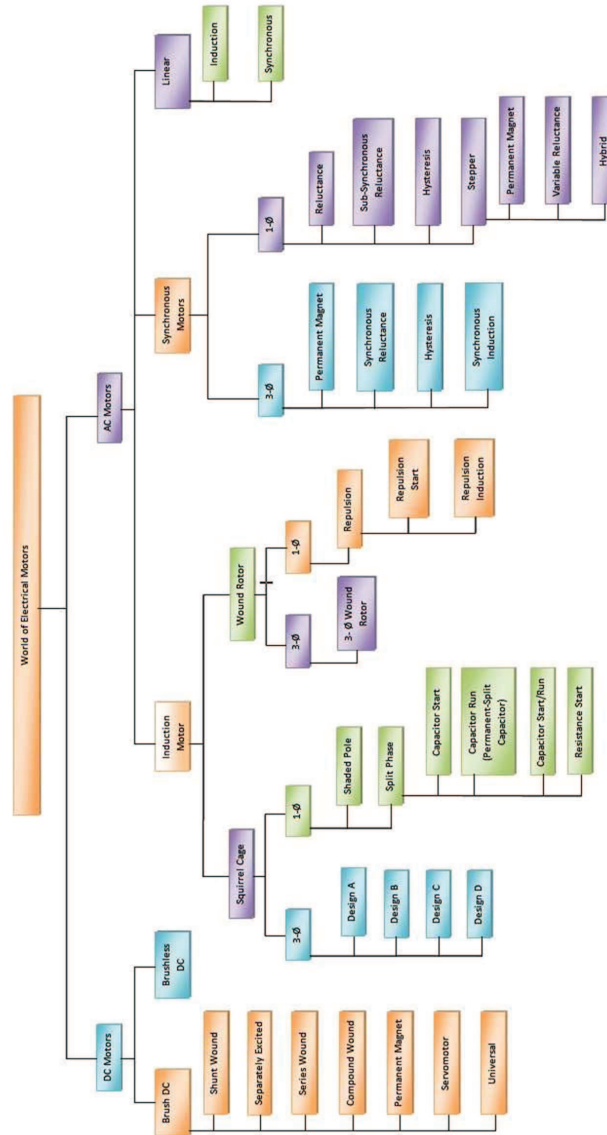 World of Electrical Motors
DC Motors
Brush DC
Shunt Wound
Separately Excited
Series Wound
Compound Wound
Permanent Magnet
Servomotor
Universal
Brushless
DC
AC Motors
Induction
Motor
Squirrel Cage
3-Ø
Design A
Design B
Design C
Design D
1-Ø
Shaded Pole
Split Phase
Capacitor Start
Capacitor Run
(Permanent-Split
Capacitor)
Capacitor Start/Run
Resistance Start
Wound Rotor
3-Ø
3- Ø Wound
Rotor
1-Ø
Repulsion
Repulsion
Start
Repulsion
Induction
Synchronous
Motors
3-Ø
Permanent Magnet
Synchronous
Reluctance
Hysteresis
Synchronous
Induction
1-Ø
Reluctance
Sub-Synchronous
Reluctance
Hysteresis
Stepper
Permanent Magnet
Variable Reluctance
Hybrid
Linear
Induction
Synchronous